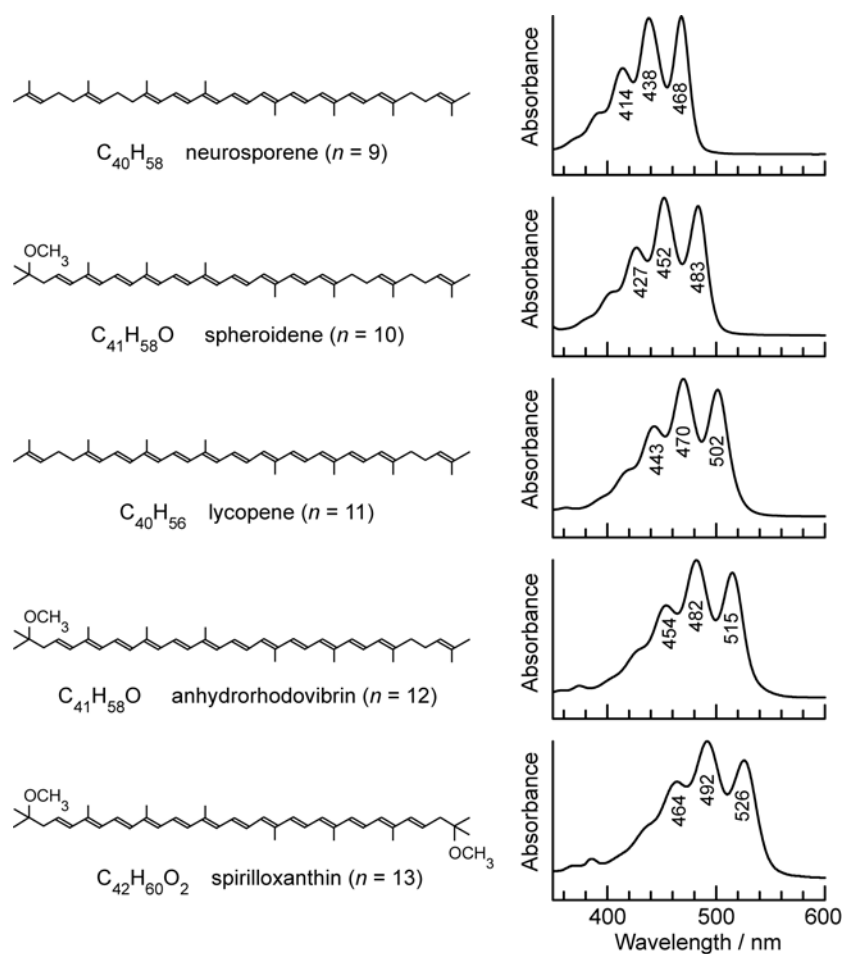 OCH3
C40H58 neurosporene (n = 9)
Absorbance
414
438
468
OCH3
C41H58O spheroidene (n = 10)
Absorbance
427
452
483
C40H56 lycopene (n = 11)
Absorbance
443
470
502
OCH3
C41H58O anhydrorhodovibrin (n = 12)
Absorbance
454
482
515
OCH3
OCH3
C42H60O2 spirilloxanthin (n = 13)
Absorbance
464
492
526
400 500 600
Wavelength / nm